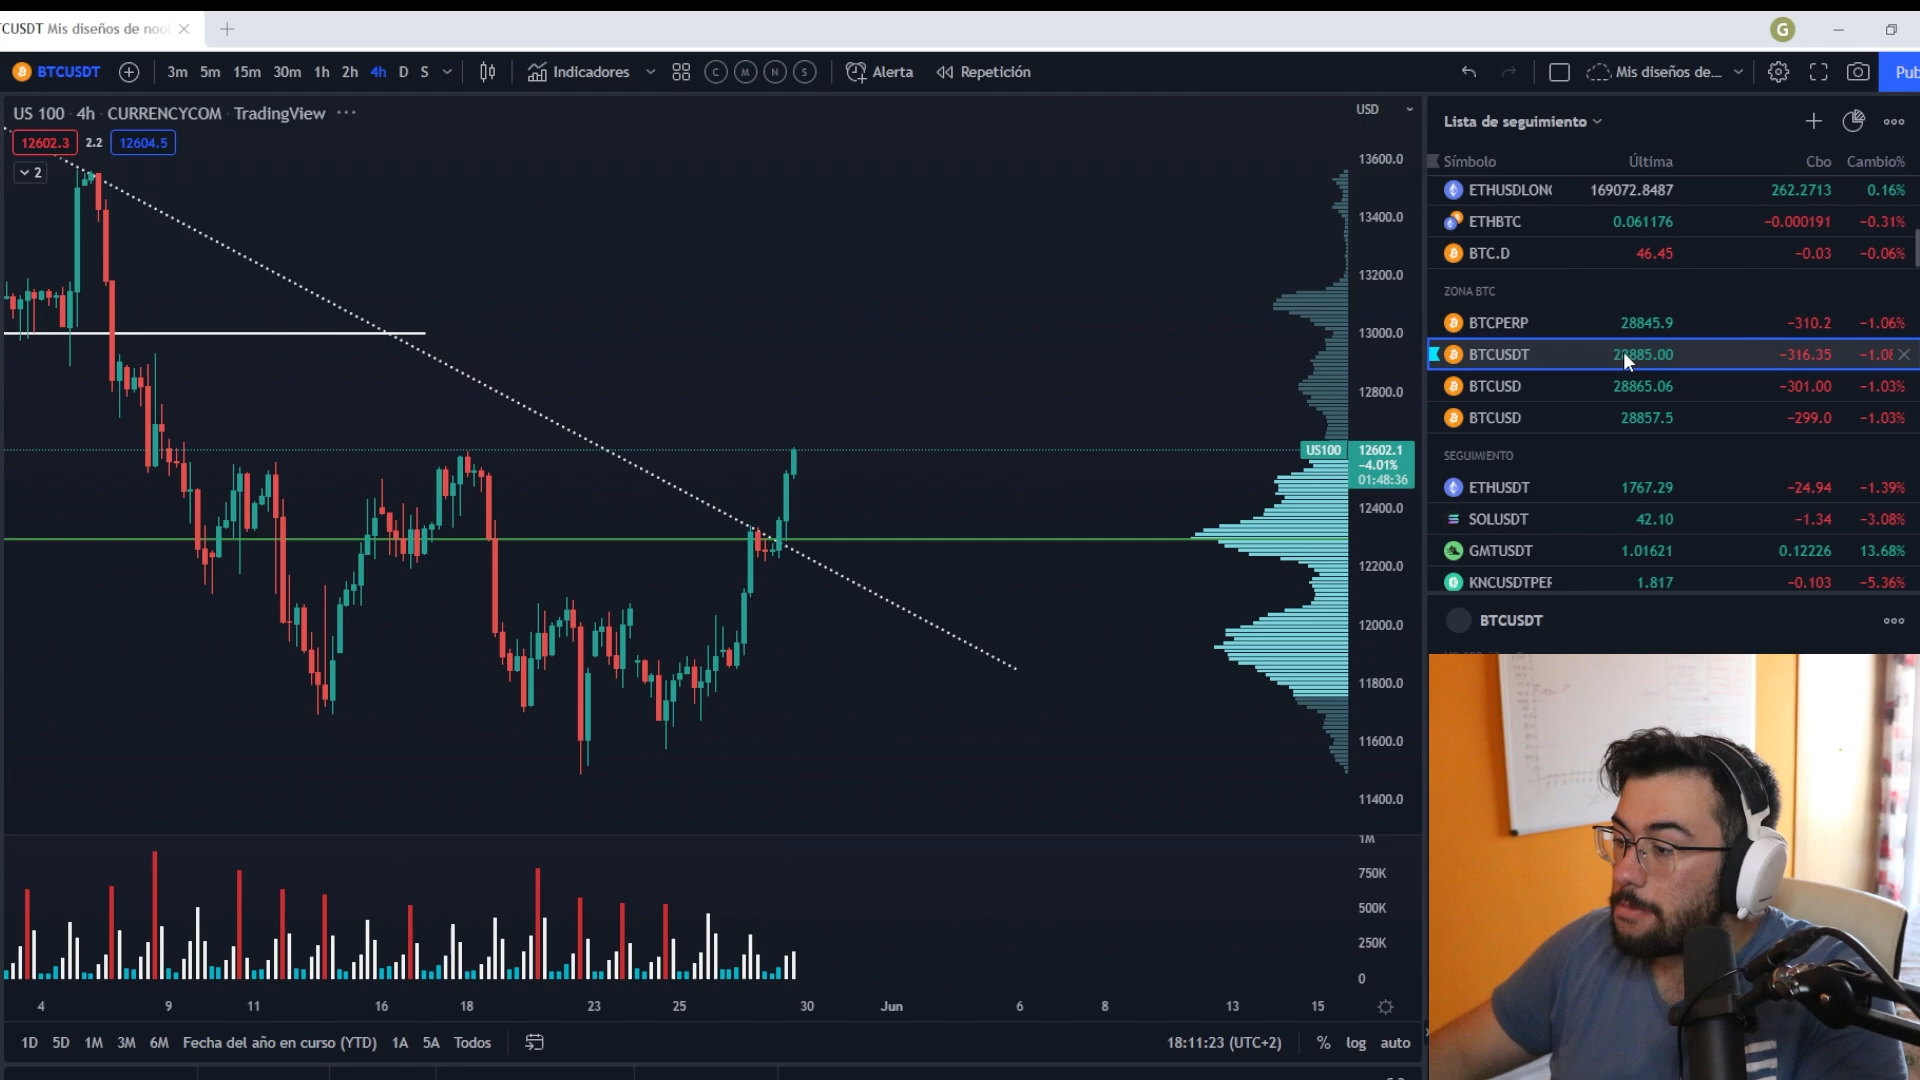 CUSDT Mis diseños de noo
G
BTCUSDT 3m 5m 15m 30m 1h 2h 4h D S Indicadores C M N S Alerta Repetición Mis diseños de... Pub
US 100 · 4h · CURRENCYCOM · TradingView
12602.3 2.2 12604.5
2
USD
13600.0
13400.0
13200.0
13000.0
12800.0
US100 12602.1
−4.01%
01:48:36
12400.0
12200.0
12000.0
11800.0
11600.0
11400.0
1M
750K
500K
250K
0
4 9 11 16 18 23 25 30 Jun 6 8 13 15
1D 5D 1M 3M 6M Fecha del año en curso (YTD) 1A 5A Todos 18:11:23 (UTC+2) % log auto
Lista de seguimiento
Símbolo Última Cbo Cambio%
ETHUSDLONG 169072.8487 262.2713 0.16%
ETHBTC 0.061176 −0.000191 −0.31%
BTC.D 46.45 −0.03 −0.06%
ZONA BTC
BTCPERP 28845.9 −310.2 −1.06%
BTCUSDT 28885.00 −316.35 −1.08
BTCUSD 28865.06 −301.00 −1.03%
BTCUSD 28857.5 −299.0 −1.03%
SEGUIMIENTO
ETHUSDT 1767.29 −24.94 −1.39%
SOLUSDT 42.10 −1.34 −3.08%
GMTUSDT 1.01621 0.12226 13.68%
KNCUSDTPEF 1.817 −0.103 −5.36%
BTCUSDT